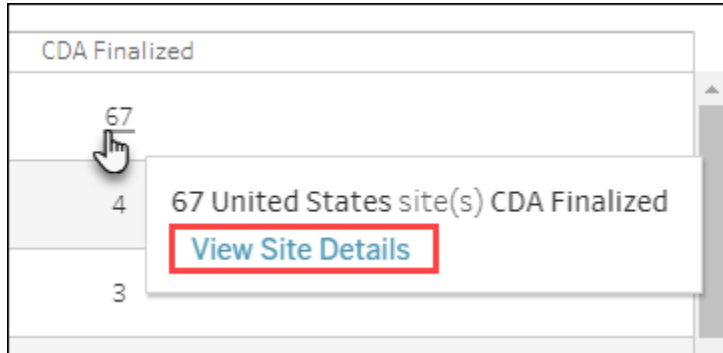 CDA Finalized
67
67 United States site(s) CDA Finalized
4
View Site Details
3